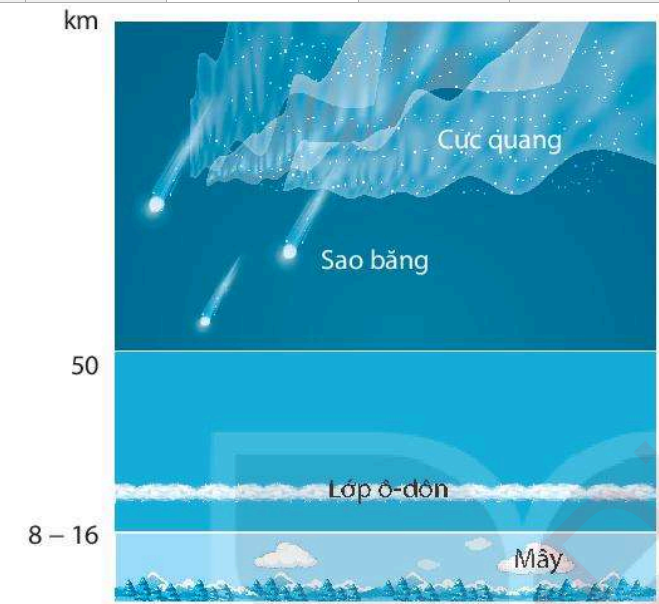 km
Cực quang
Sao băng
50
Lớp ô-dôn
8 – 16
Mây